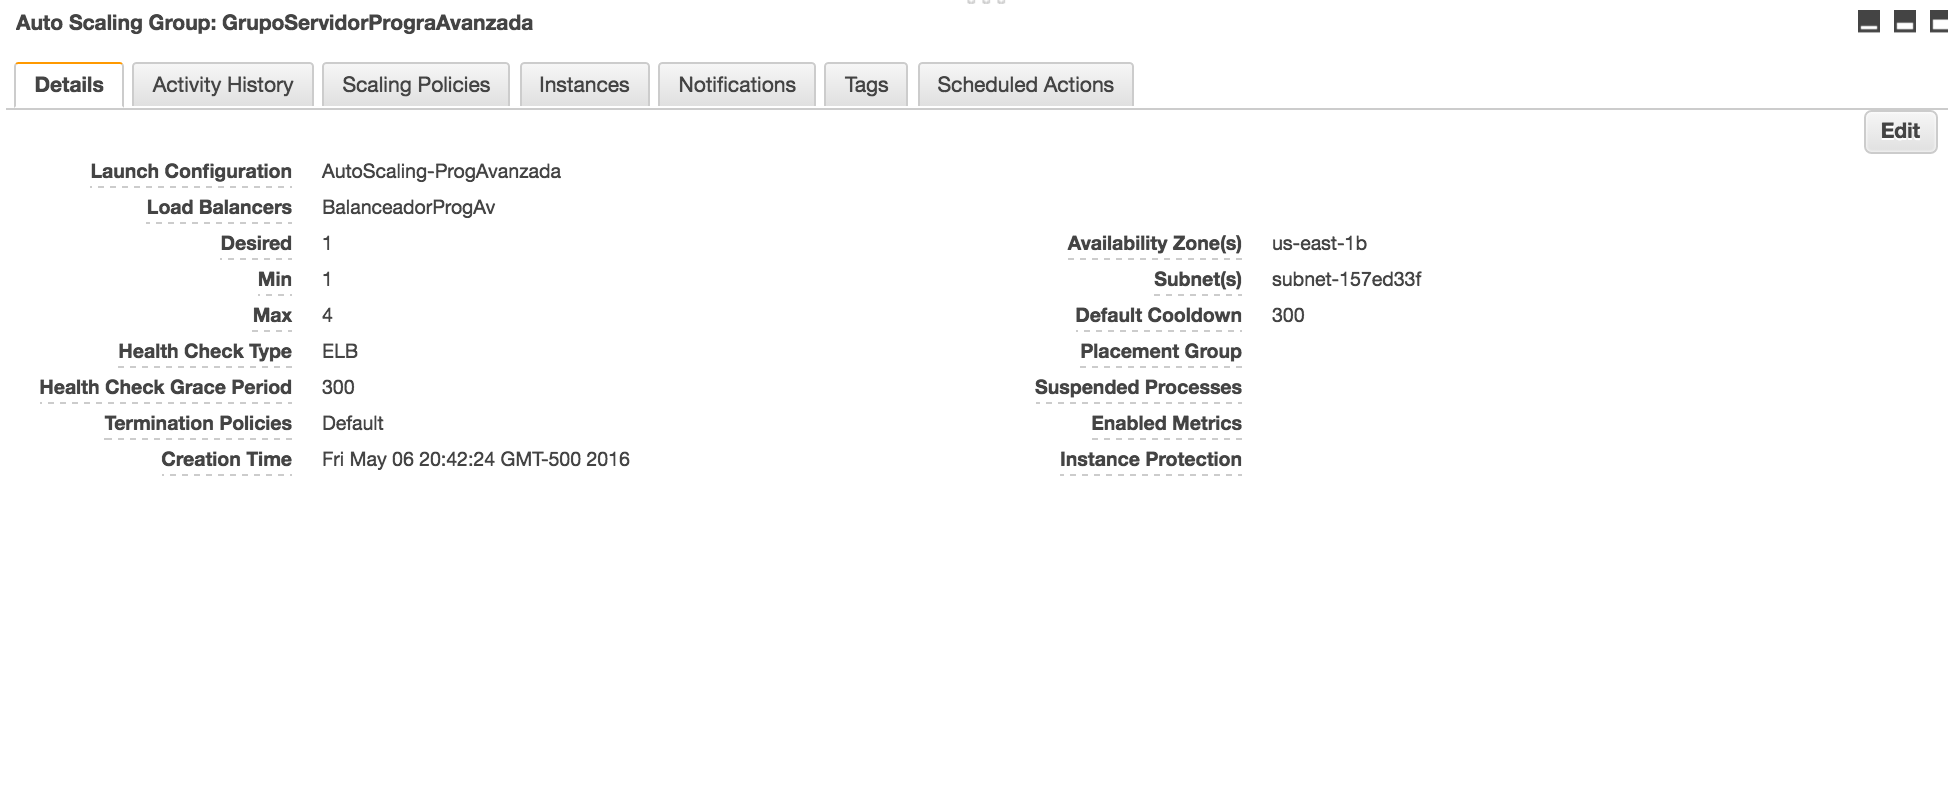 Auto Scaling Group: GrupoServidorPrograAvanzada
Details Activity History Scaling Policies Instances Notifications Tags Scheduled Actions
Edit
Launch Configuration AutoScaling-ProgAvanzada
Load Balancers BalanceadorProgAv
Desired 1 Availability Zone(s) us-east-1b
Min 1 Subnet(s) subnet-157ed33f
Max 4 Default Cooldown 300
Health Check Type ELB Placement Group
Health Check Grace Period 300 Suspended Processes
Termination Policies Default Enabled Metrics
Creation Time Fri May 06 20:42:24 GMT-500 2016 Instance Protection